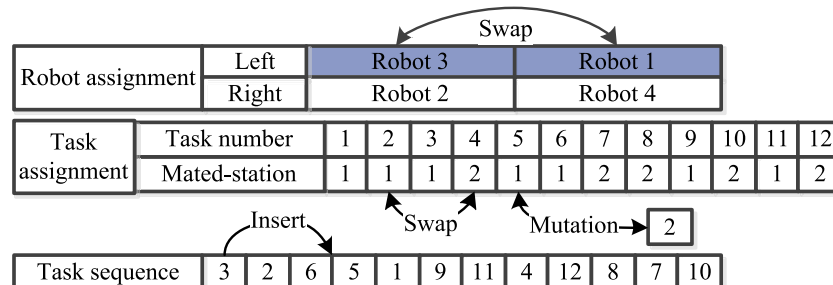 Swap
Robot assignment Left Robot 3 Robot 1
Right Robot 2 Robot 4
Task assignment
Task number 1 2 3 4 5 6 7 8 9 10 11 12
Mated-station 1 1 1 2 1 1 2 2 1 2 1 2
Insert Swap Mutation 2
Task sequence 3 2 6 5 1 9 11 4 12 8 7 10